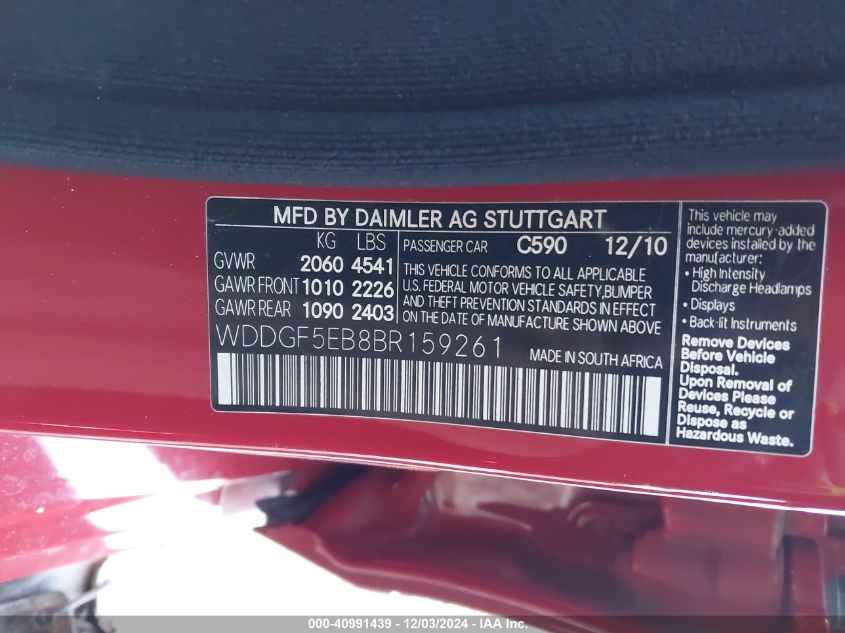 MFD BY DAIMLER AG STUTTGART
KG LBS
GVWR 2060 4541
GAWR FRONT 1010 2226
GAWR REAR 1090 2403
PASSENGER CAR C590 12/10
THIS VEHICLE CONFORMS TO ALL APPLICABLE
U.S. FEDERAL MOTOR VEHICLE SAFETY,BUMPER
AND THEFT PREVENTION STANDARDS IN EFFECT
ON THE DATE OF MANUFACTURE SHOWN ABOVE
WDDGF5EB8BR159261
MADE IN SOUTH AFRICA
This vehicle may
include mercury-added
devices installed by the
manufacturer:
• High Intensity
Discharge Headlamps
• Displays
• Back-lit Instruments
Remove Devices
Before Vehicle
Disposal.
Upon Removal of
Devices Please
Reuse, Recycle or
Dispose as
Hazardous Waste.
000-40991439 - 12/03/2024 - IAA Inc.